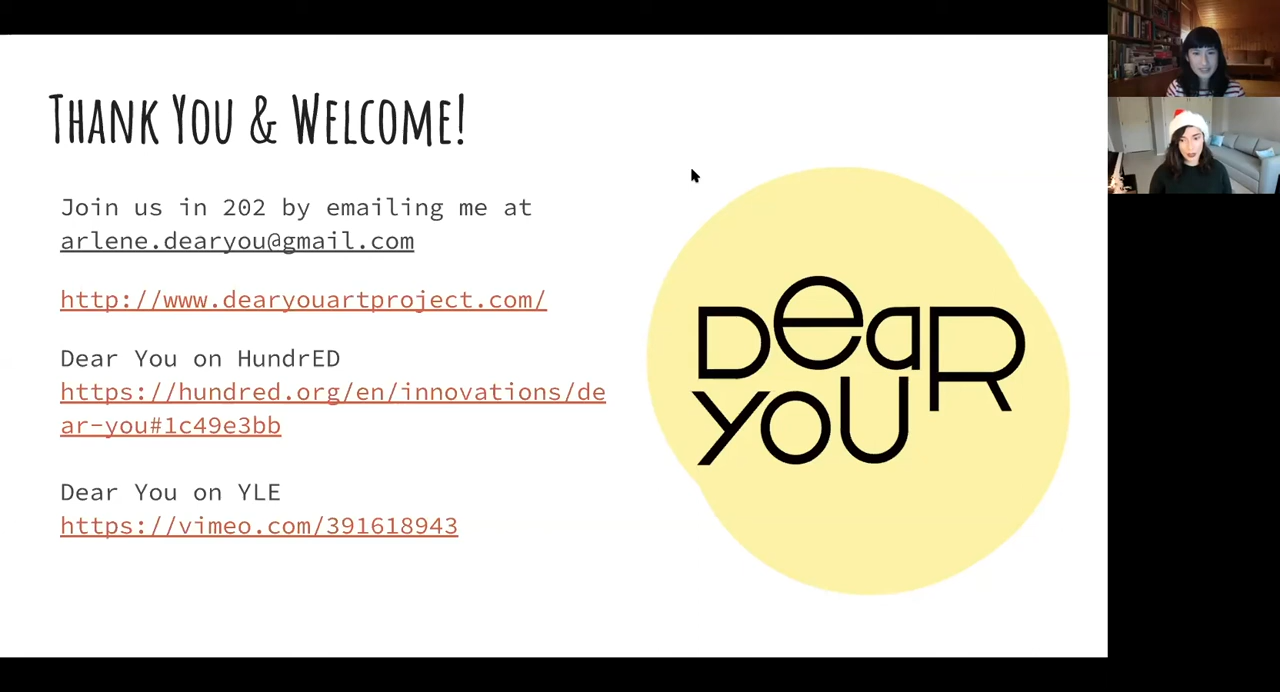 Thank You & Welcome!
Join us in 202 by emailing me at
arlene.dearyou@gmail.com
http://www.dearyouartproject.com/
Dear You on HundrED
https://hundred.org/en/innovations/de
ar-you#1c49e3bb
Dear You on YLE
https://vimeo.com/391618943
DeaR
YOU